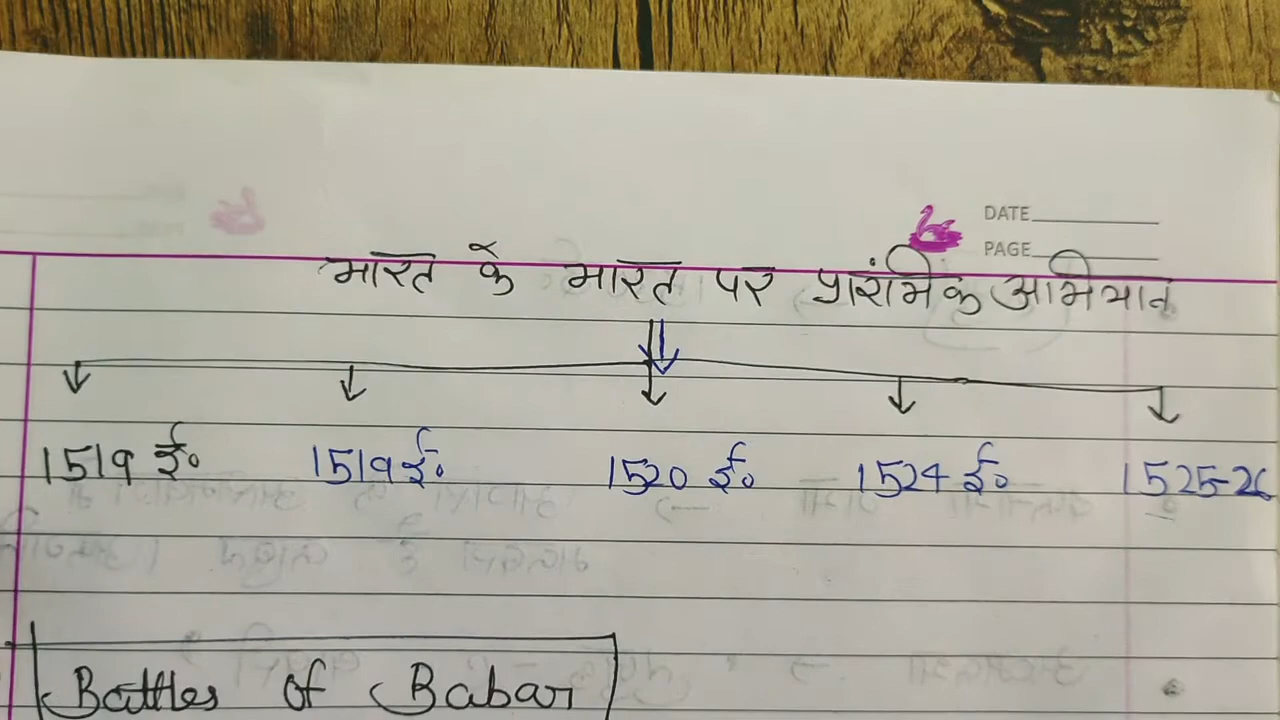 DATE
PAGE
भारत के भारत पर प्रारंभिक अभियान
1519 ई० 1519 ई० 1520 ई० 1524 ई० 1525-26
Battles of Babar